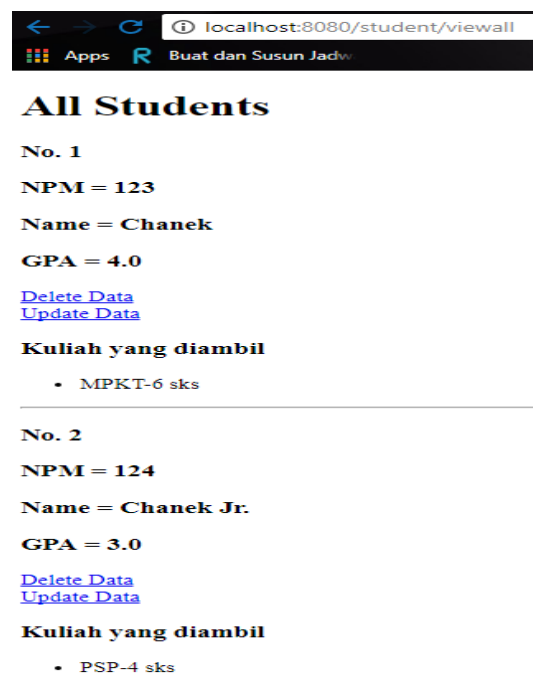 localhost:8080/student/viewall
Apps R Buat dan Susun Jadw
All Students
No. 1
NPM = 123
Name = Chanek
GPA = 4.0
Delete Data
Update Data
Kuliah yang diambil
• MPKT-6 sks
No. 2
NPM = 124
Name = Chanek Jr.
GPA = 3.0
Delete Data
Update Data
Kuliah yang diambil
• PSP-4 sks